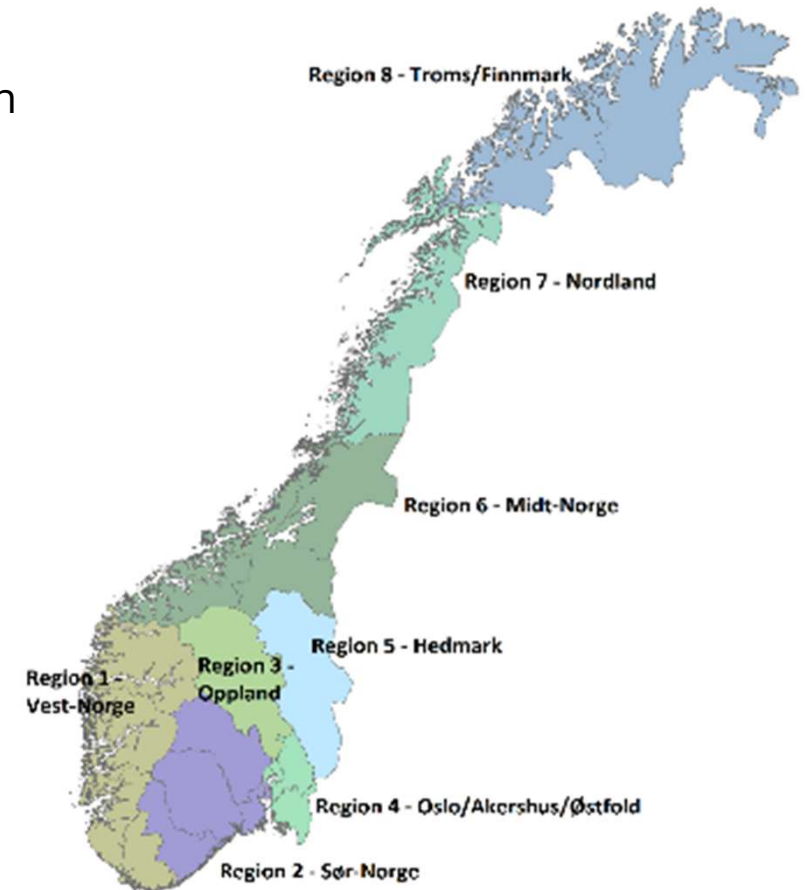 n
Region 8 - Troms/Finnmark
Region 7 - Nordland
Region 6 - Midt-Norge
Region 5 - Hedmark
Region 3 -
Oppland
Region 1 -
Vest-Norge
Region 4 - Oslo/Akershus/Østfold
Region 2 - Sør-Norge